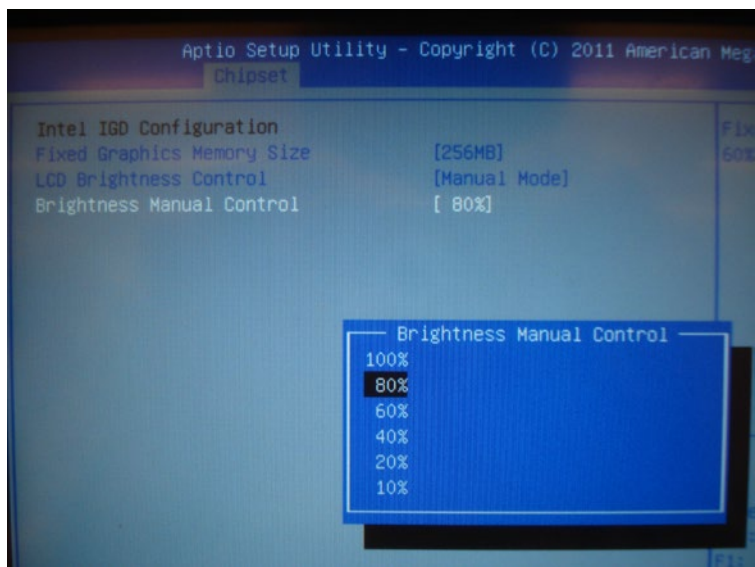 Aptio Setup Utility – Copyright (C) 2011 American
Chipset
Intel IGD Configuration
Fixed Graphics Memory Size [256MB]
LCD Brightness Control [Manual Mode]
Brightness Manual Control [ 80%]
Brightness Manual Control
100%
80%
60%
40%
20%
10%
F1: